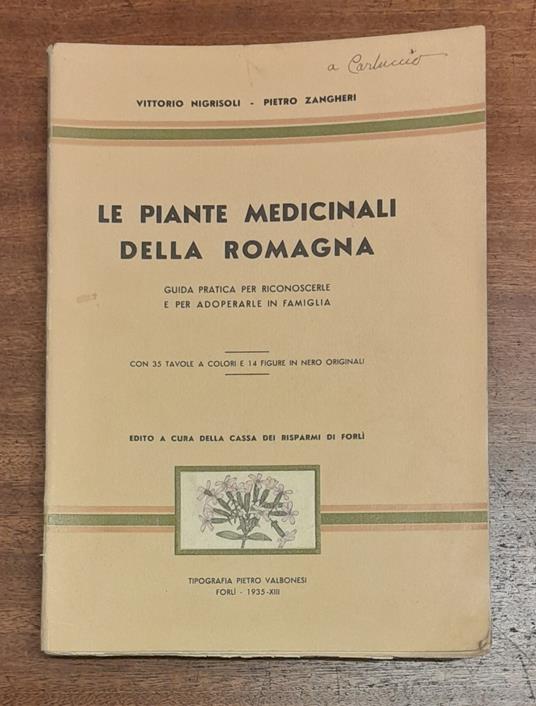 a Carluccio
VITTORIO NIGRISOLI - PIETRO ZANGHERI
LE PIANTE MEDICINALI
DELLA ROMAGNA
GUIDA PRATICA PER RICONOSCERLE
E PER ADOPERARLE IN FAMIGLIA
CON 35 TAVOLE A COLORI E 14 FIGURE IN NERO ORIGINALI
EDITO A CURA DELLA CASSA DEI RISPARMI DI FORLÌ
TIPOGRAFIA PIETRO VALBONESI
FORLÌ - 1935-XIII